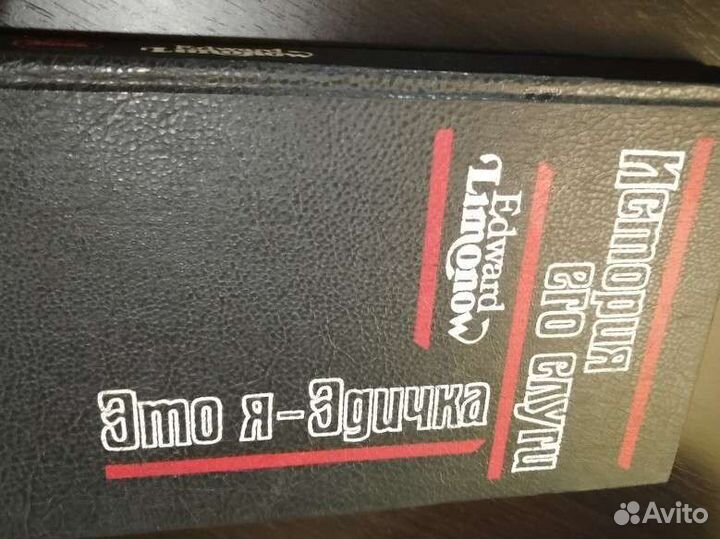 История
его слуги
Edward
Limonow
Это я - Эдичка
Avito